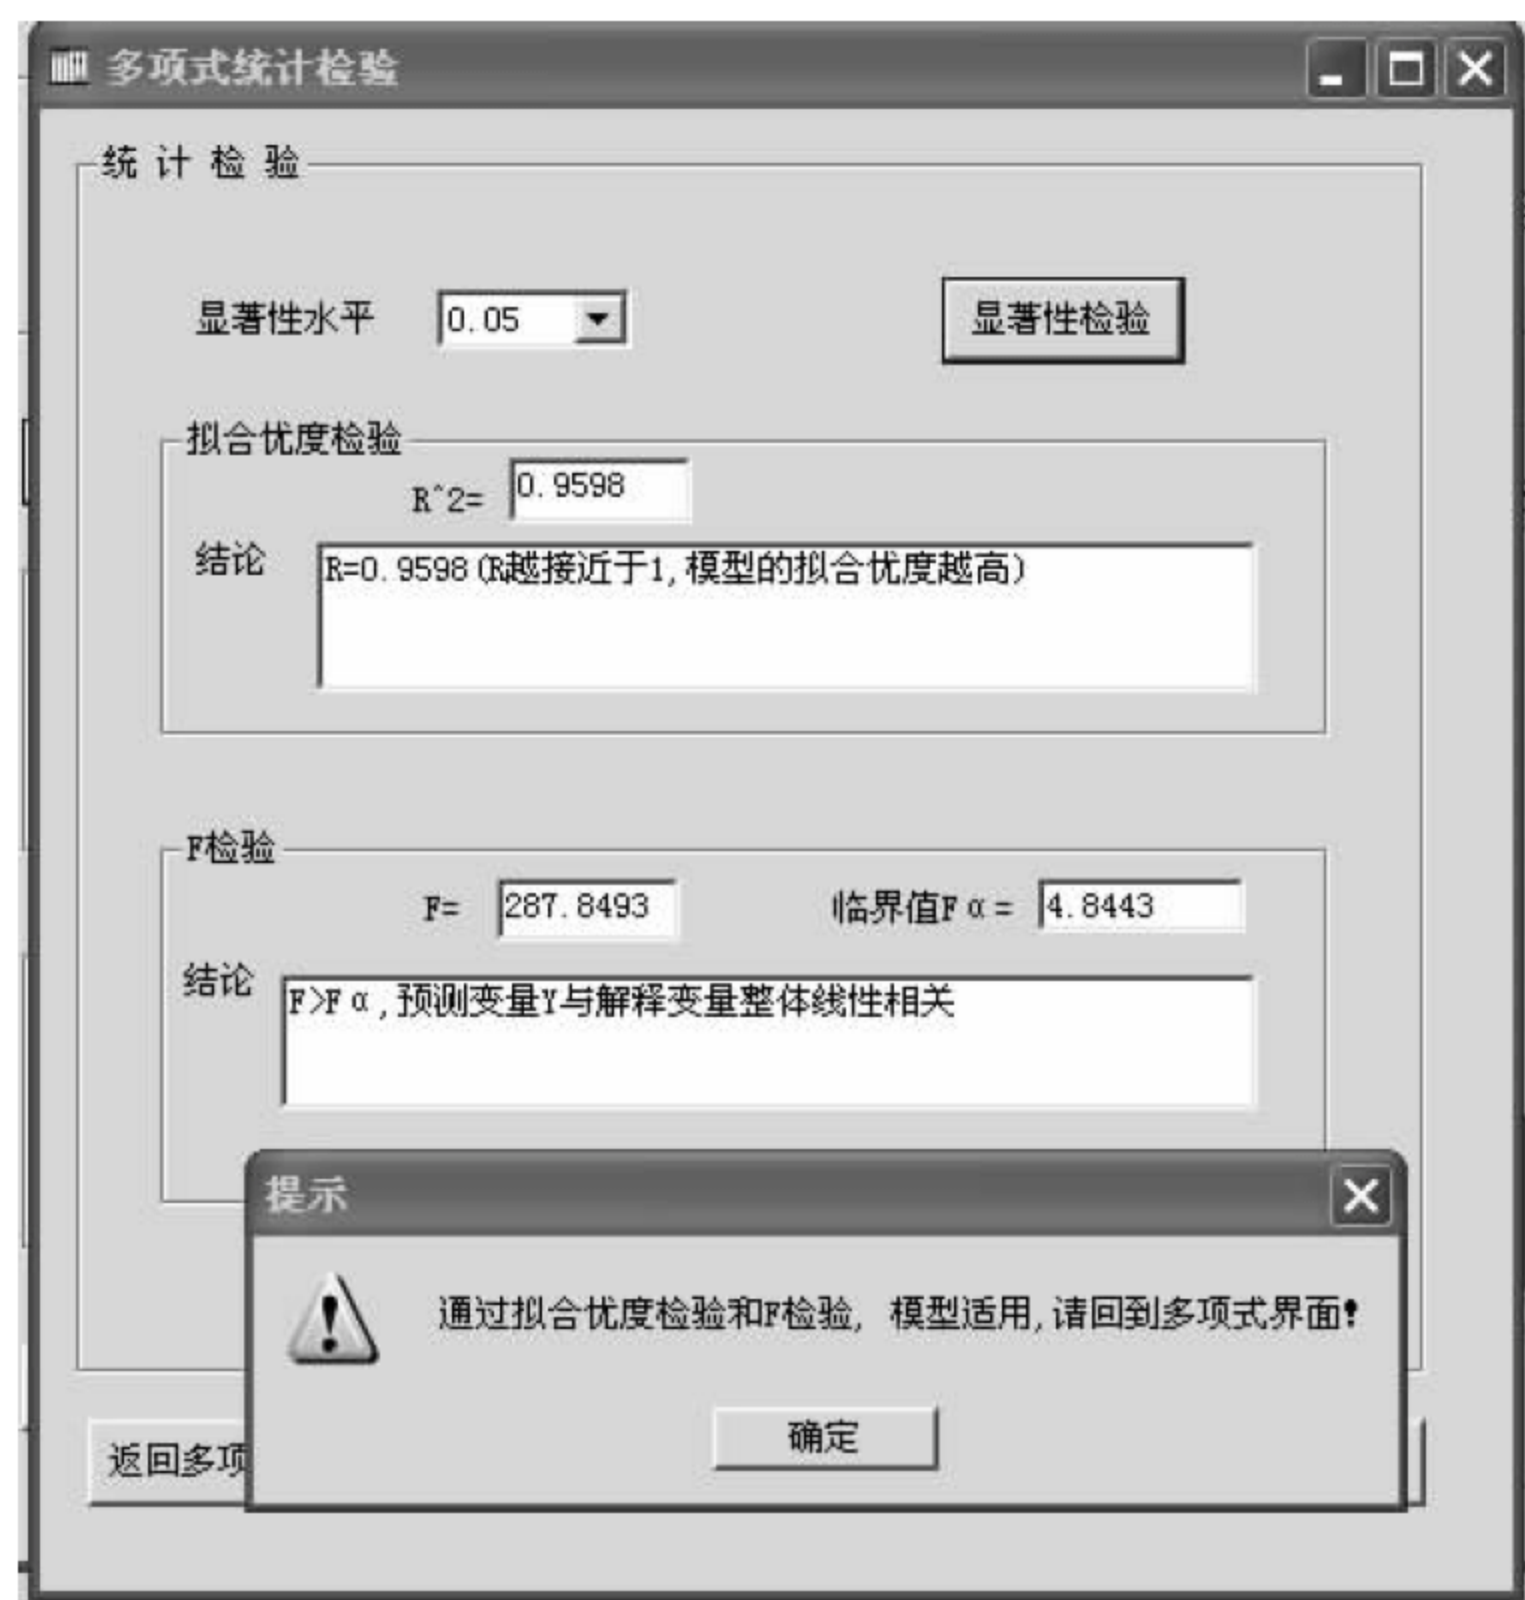 多项式统计检验
统 计 检 验
显著性水平 0.05 显著性检验
拟合优度检验
R^2= 0.9598
结论 R=0.9598(R越接近于1,模型的拟合优度越高)
F检验
F= 287.8493 临界值Fα= 4.8443
结论 F>Fα,预测变量Y与解释变量整体线性相关
提示
通过拟合优度检验和F检验, 模型适用,请回到多项式界面!
确定
返回多项